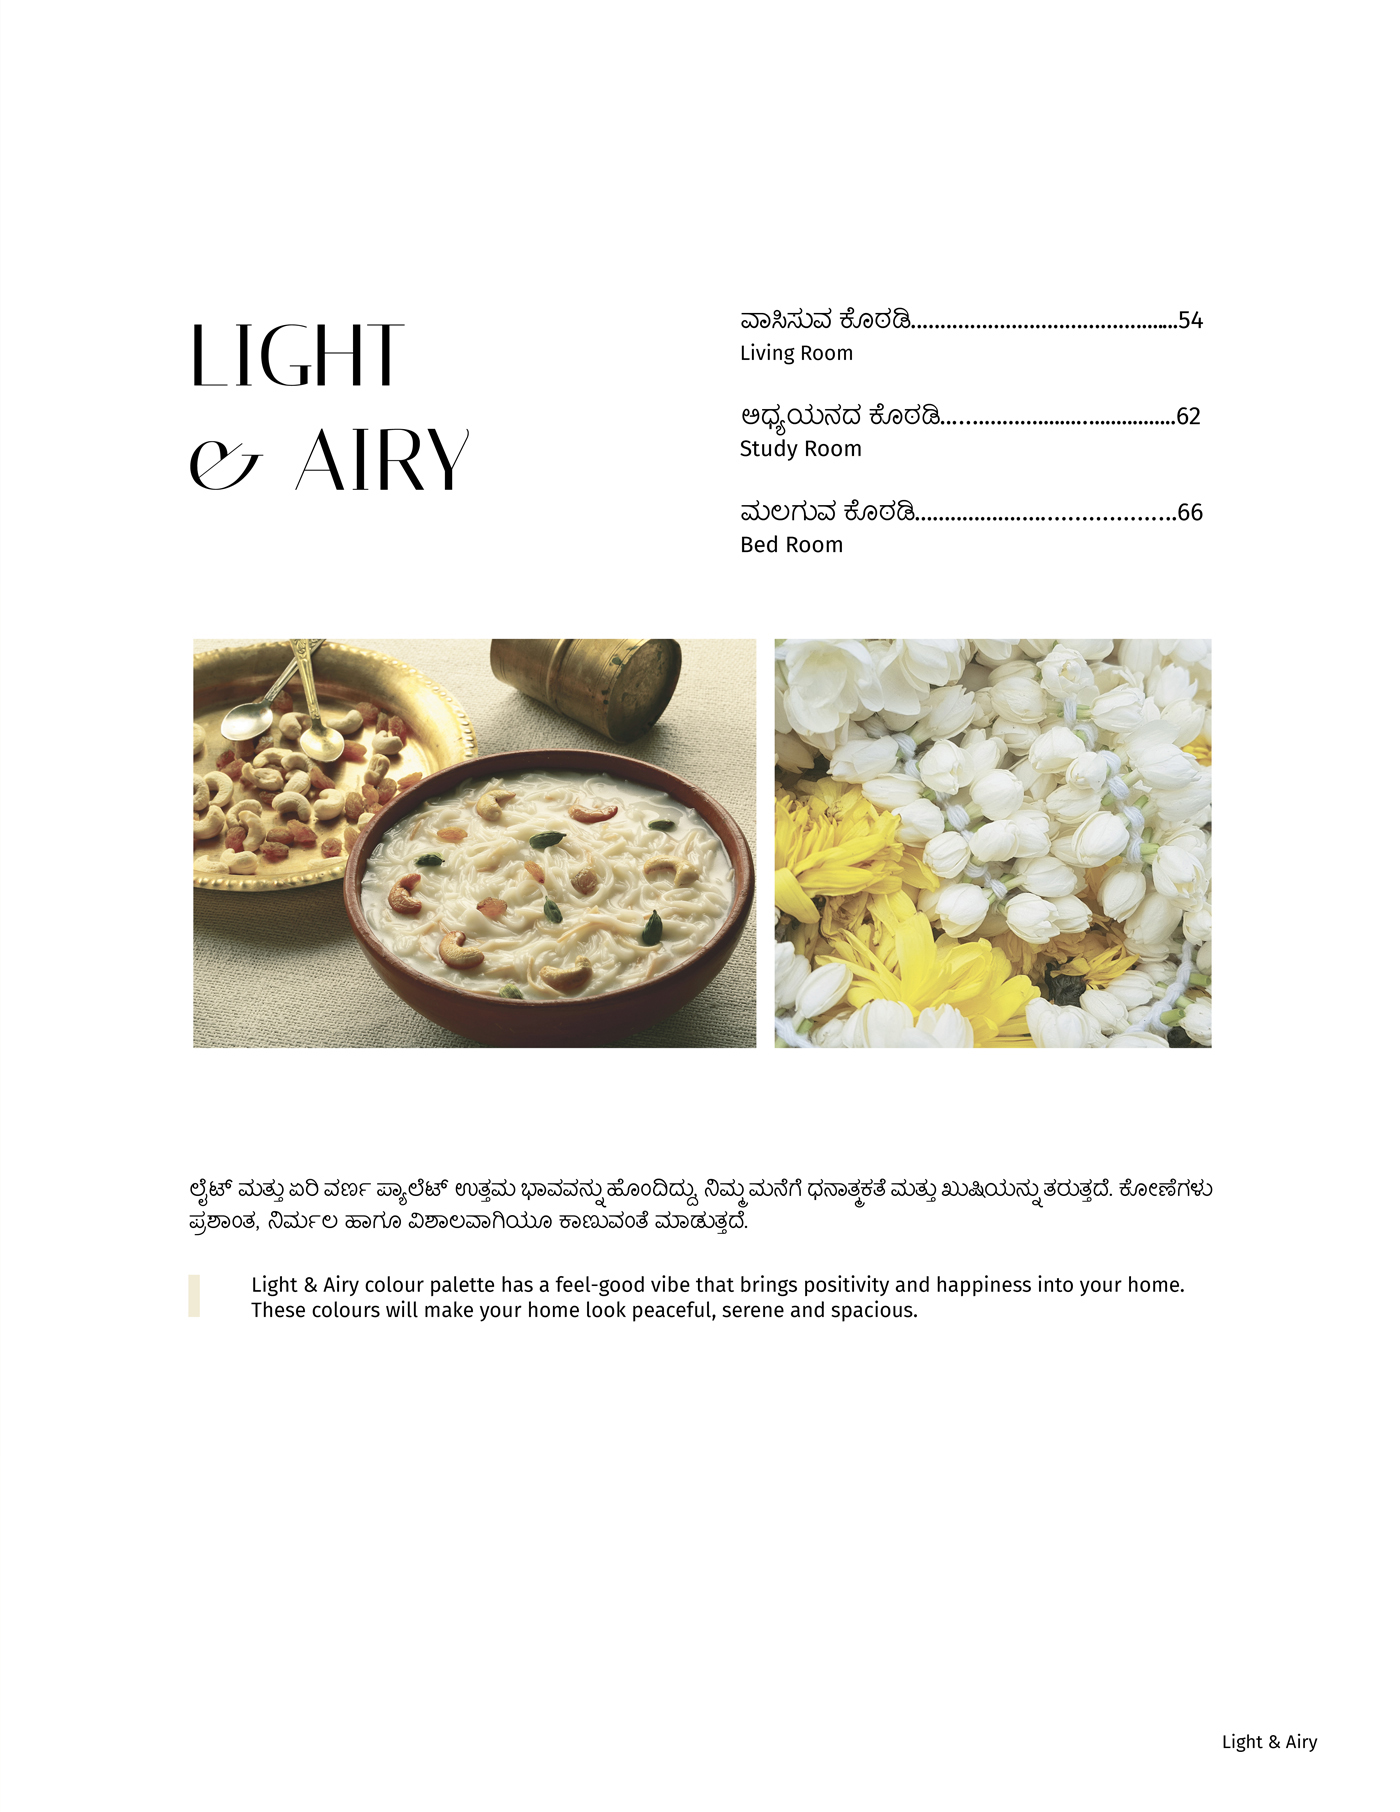 LIGHT
& AIRY
ವಾಸಿಸುವ ಕೊಠಡಿ................................................54
Living Room
ಅಧ್ಯಯನದ ಕೊಠಡಿ..........................................62
Study Room
ಮಲಗುವ ಕೊಠಡಿ..............................................66
Bed Room
ಲೈಟ್ ಮತ್ತು ಏರಿ ವರ್ಣ ಪ್ಯಾಲೆಟ್ ಉತ್ತಮ ಭಾವವನ್ನು ಹೊಂದಿದ್ದು, ನಿಮ್ಮ ಮನೆಗೆ ಧನಾತ್ಮಕತೆ ಮತ್ತು ಖುಷಿಯನ್ನು ತರುತ್ತದೆ. ಕೋಣೆಗಳು
ಪ್ರಶಾಂತ, ನಿರ್ಮಲ ಹಾಗೂ ವಿಶಾಲವಾಗಿಯೂ ಕಾಣುವಂತೆ ಮಾಡುತ್ತದೆ.
Light & Airy colour palette has a feel-good vibe that brings positivity and happiness into your home.
These colours will make your home look peaceful, serene and spacious.
Light & Airy